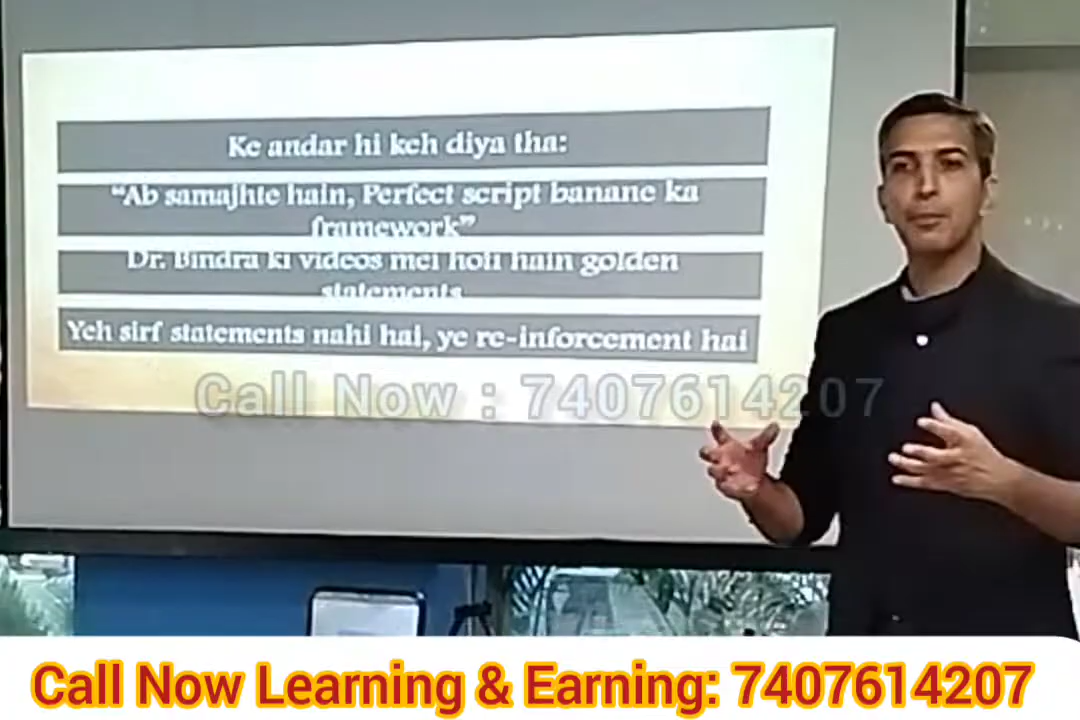 Ke andar hi keh diya tha:
“Ab samajhte hain, Perfect script banane ka
framework”
Dr. Bindra ki videos mei hoti hain golden
statements
Yeh sirf statements nahi hai, ye re-inforcement hai
Call Now : 7407614207
Call Now Learning & Earning: 7407614207